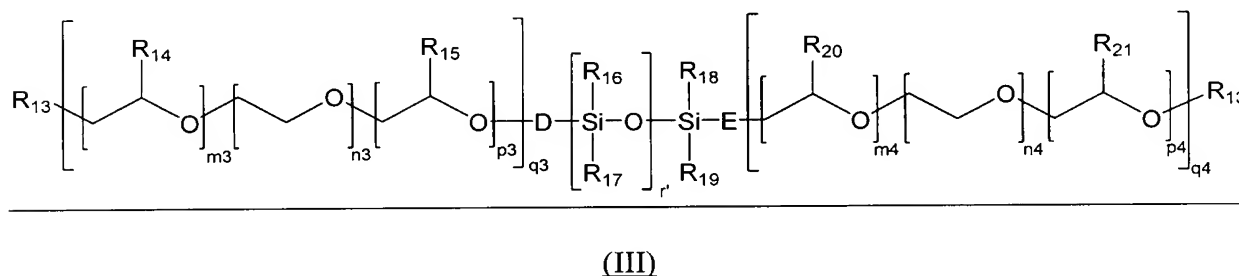 R14 R15 R16 R18 R20 R21
R13 O m3 O n3 O p3 q3 D Si O Si E O m4 O n4 O p4 q4 R13
R17 r' R19
(III)